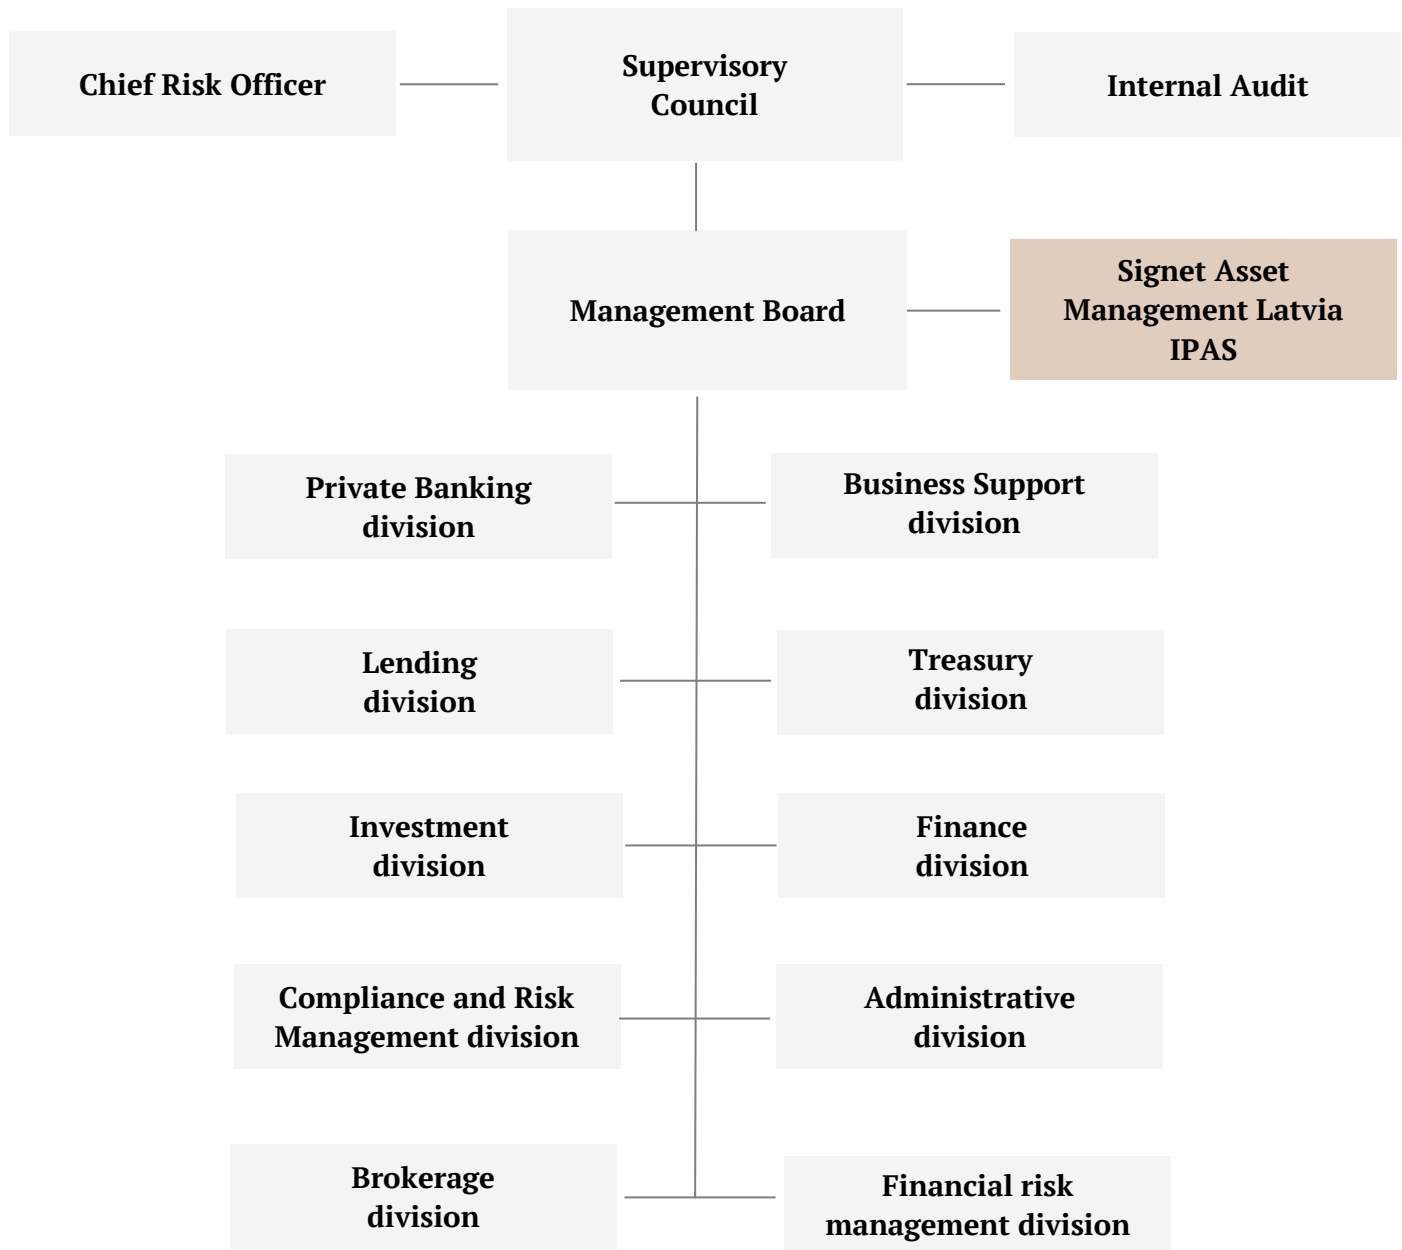 Chief Risk Officer
Supervisory
Council
Internal Audit
Management Board
Signet Asset
Management Latvia
IPAS
Private Banking
division
Business Support
division
Lending
division
Treasury
division
Investment
division
Finance
division
Compliance and Risk
Management division
Administrative
division
Brokerage
division
Financial risk
management division